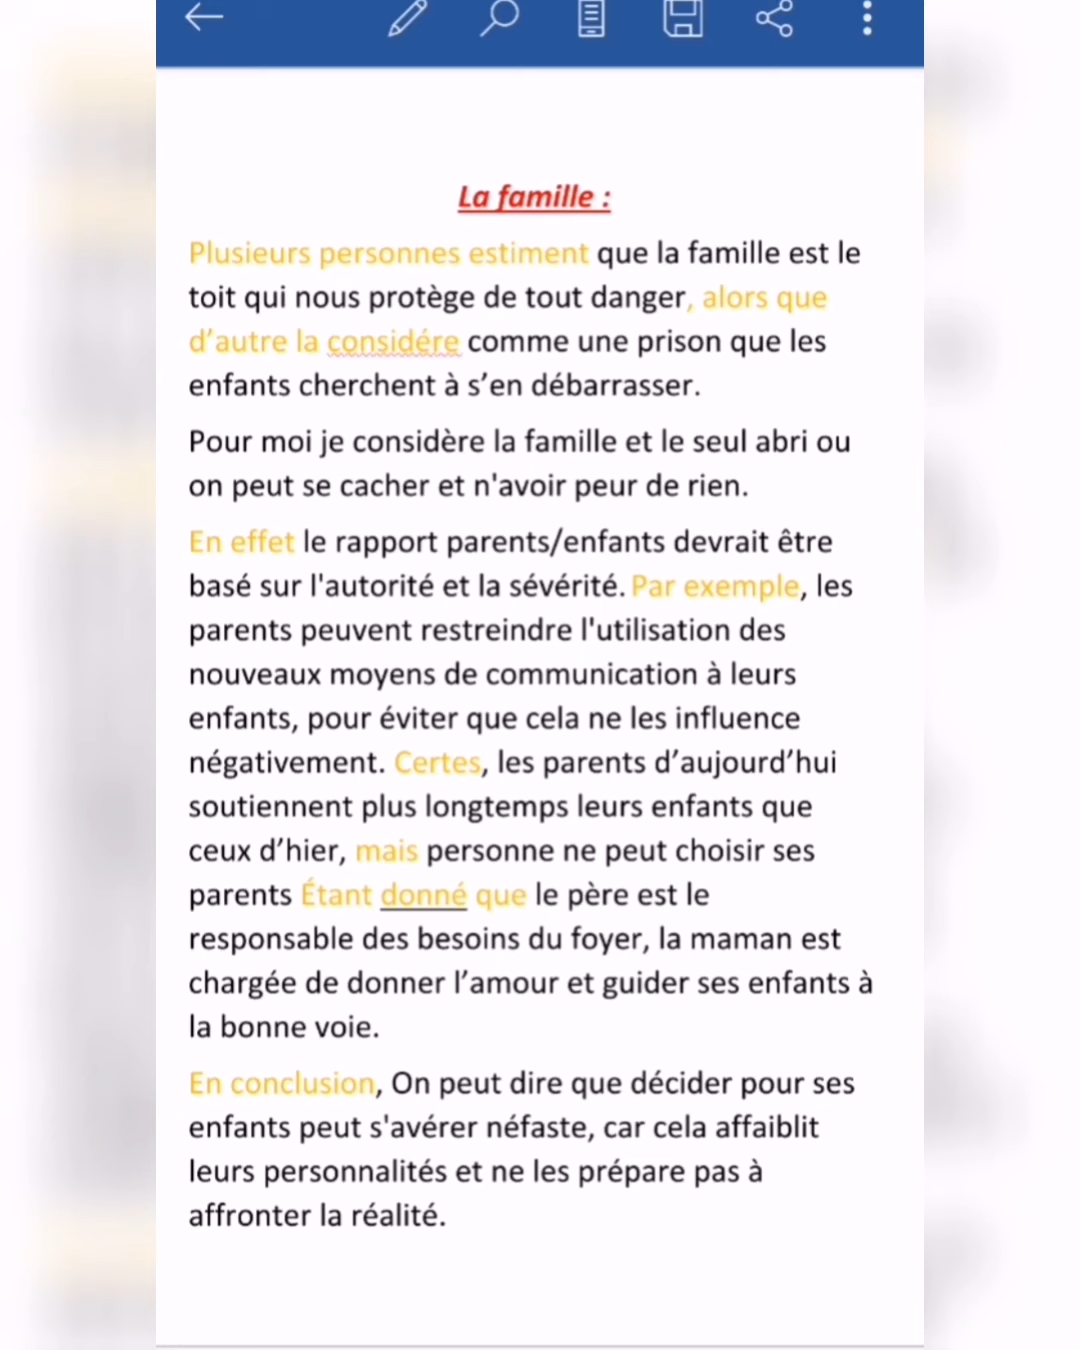 La famille :
Plusieurs personnes estiment que la famille est le
toit qui nous protège de tout danger, alors que
d’autre la considére comme une prison que les
enfants cherchent à s’en débarrasser.
Pour moi je considère la famille et le seul abri ou
on peut se cacher et n'avoir peur de rien.
En effet le rapport parents/enfants devrait être
basé sur l'autorité et la sévérité. Par exemple, les
parents peuvent restreindre l'utilisation des
nouveaux moyens de communication à leurs
enfants, pour éviter que cela ne les influence
négativement. Certes, les parents d’aujourd’hui
soutiennent plus longtemps leurs enfants que
ceux d’hier, mais personne ne peut choisir ses
parents Étant donné que le père est le
responsable des besoins du foyer, la maman est
chargée de donner l’amour et guider ses enfants à
la bonne voie.
En conclusion, On peut dire que décider pour ses
enfants peut s'avérer néfaste, car cela affaiblit
leurs personnalités et ne les prépare pas à
affronter la réalité.